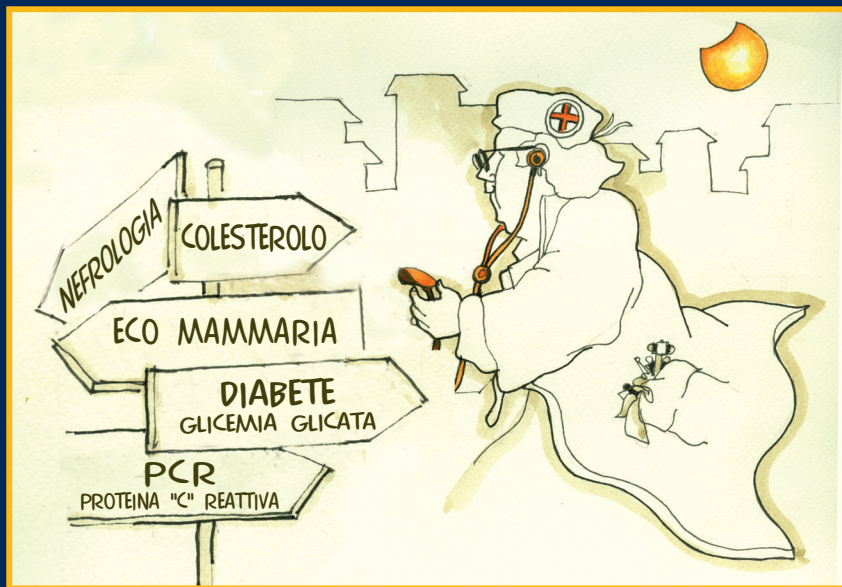 NEFROLOGIA
COLESTEROLO
ECO MAMMARIA
DIABETE
GLICEMIA GLICATA
PCR
PROTEINA "C" REATTIVA